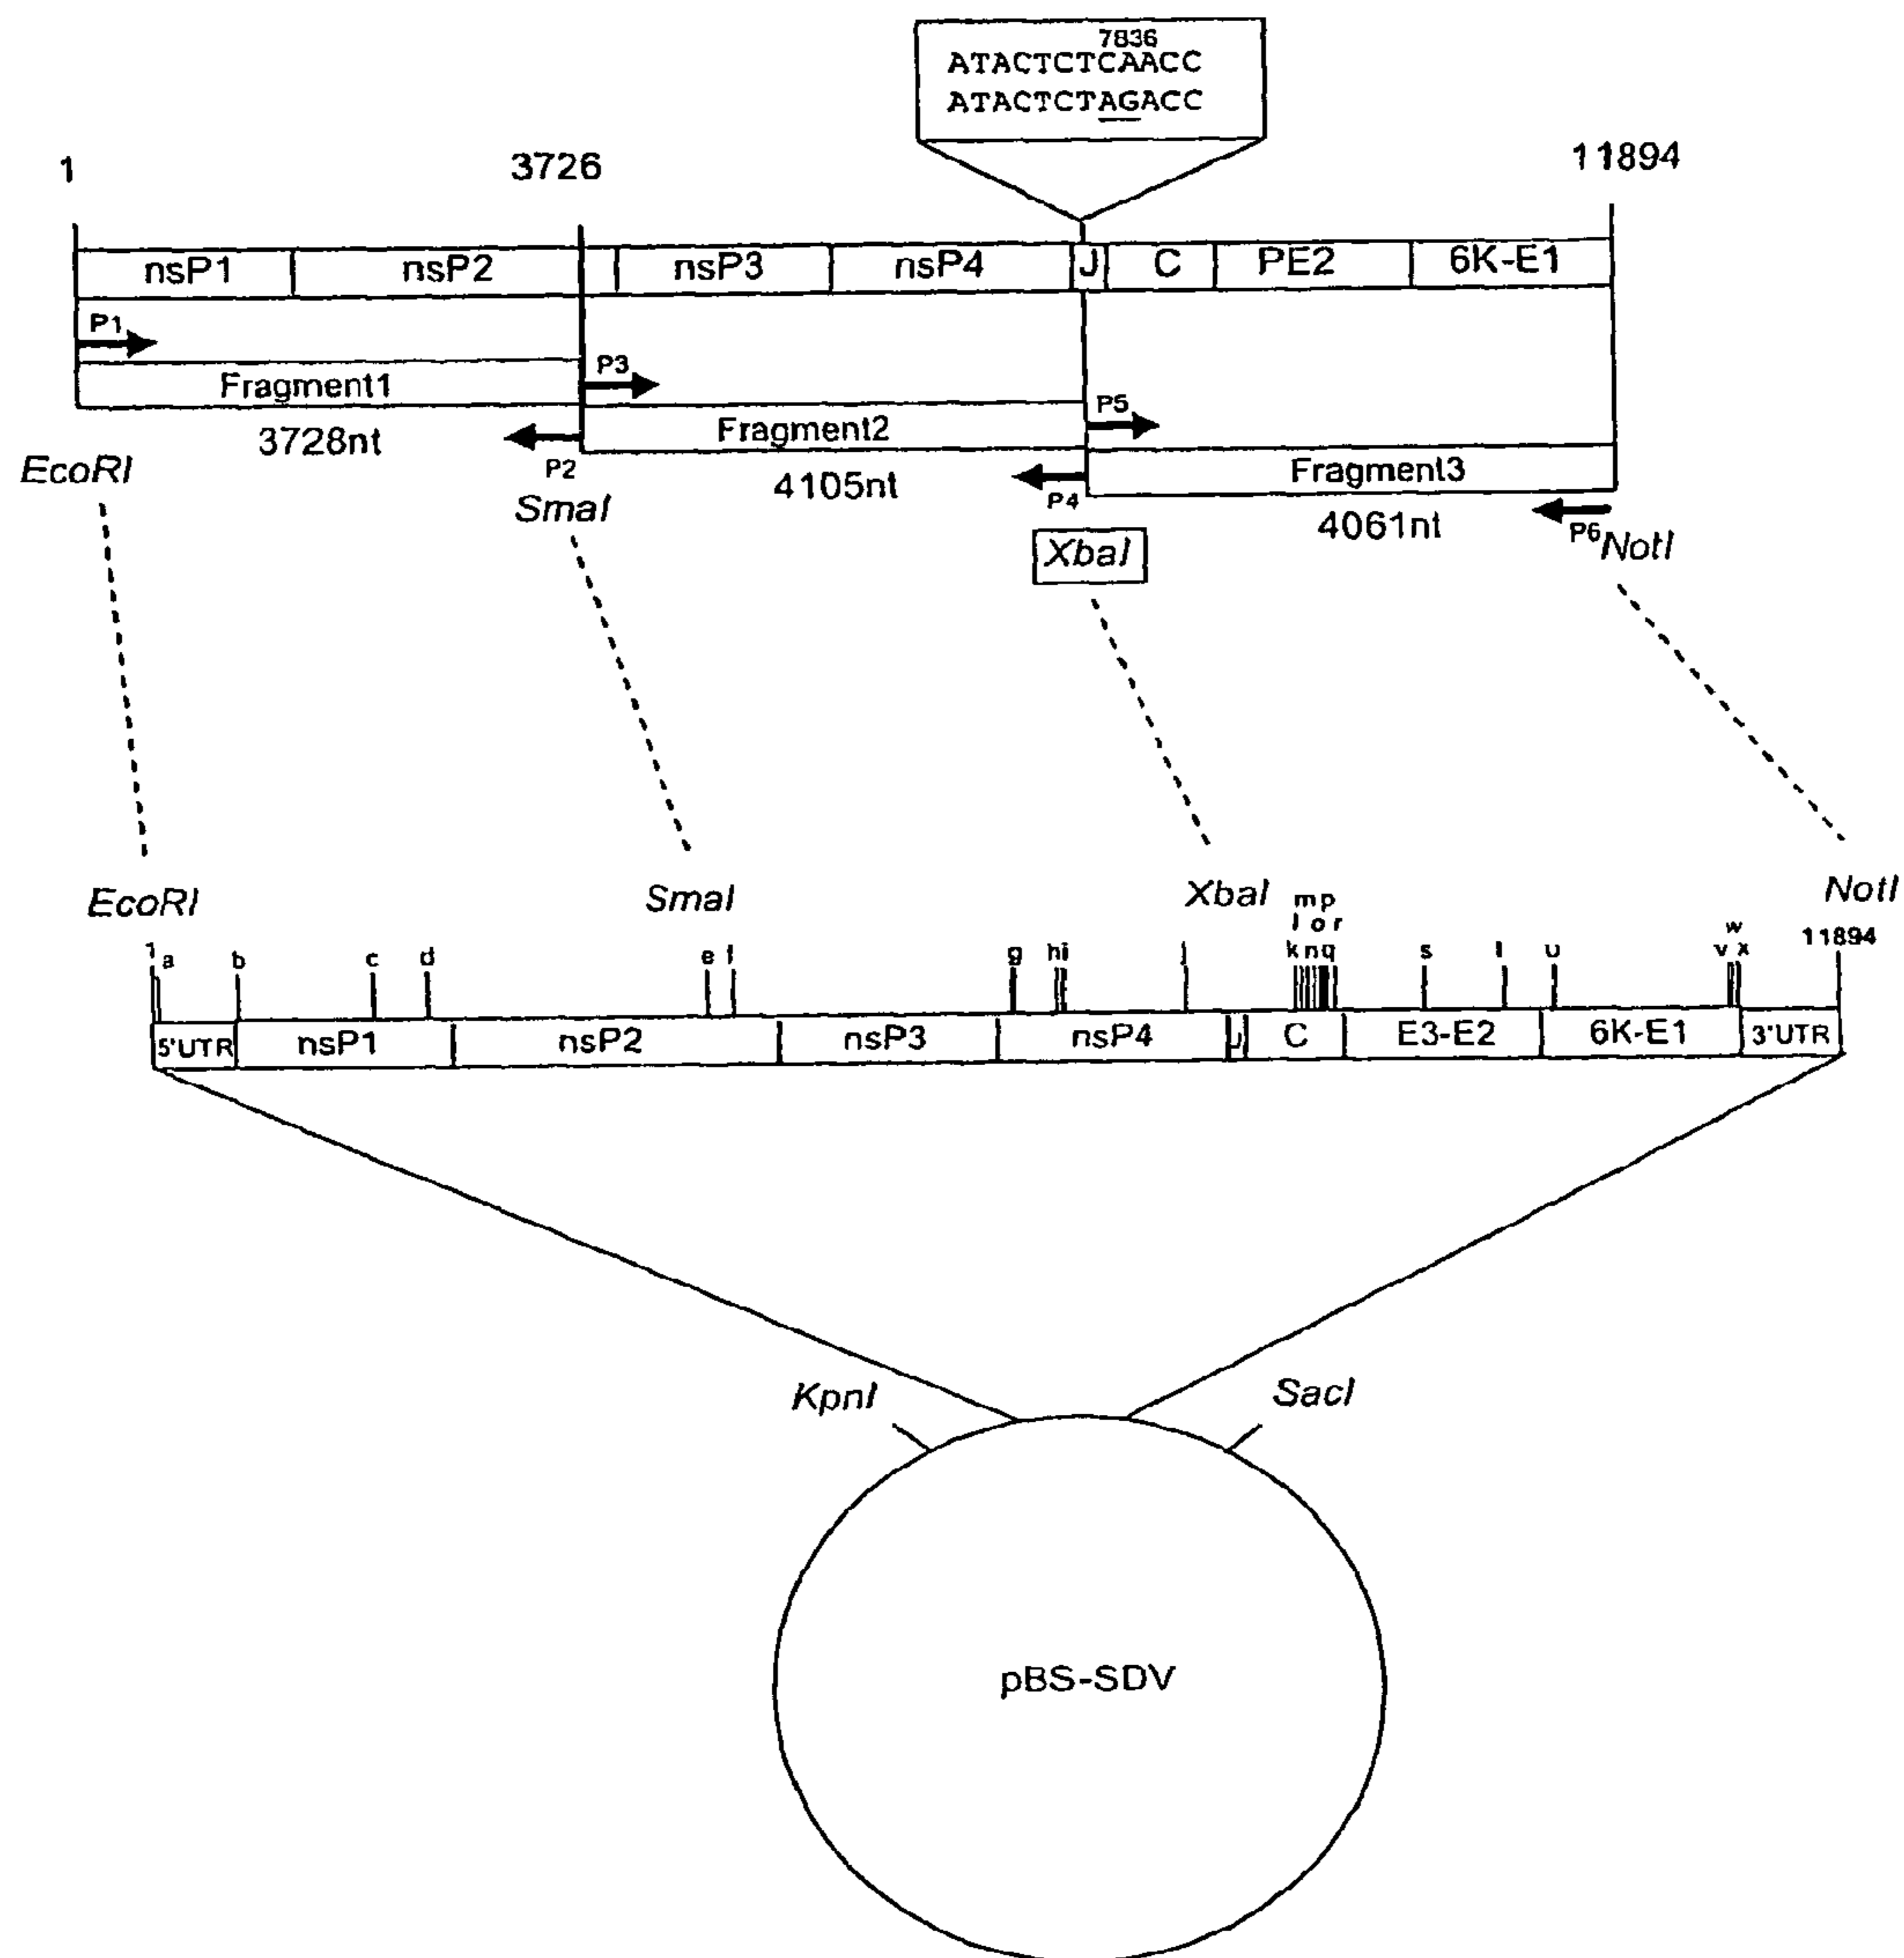 7836
ATACTCTCAACC
ATACTCTAGACC
1
3726
11894
nsP1 nsP2 nsP3 nsP4 J C PE2 6K-E1
P1
P3
Fragment1
P5
3728nt
Fragment2
P2
EcoRI
4105nt
Fragment3
P4
SmaI
4061nt
P6 NotI
XbaI
EcoRI SmaI XbaI NotI
m p
l o r
w
1 a b c d e f g h i j k n q s t u v x 11894
5'UTR nsP1 nsP2 nsP3 nsP4 J C E3-E2 6K-E1 3'UTR
KpnI SacI
pBS-SDV